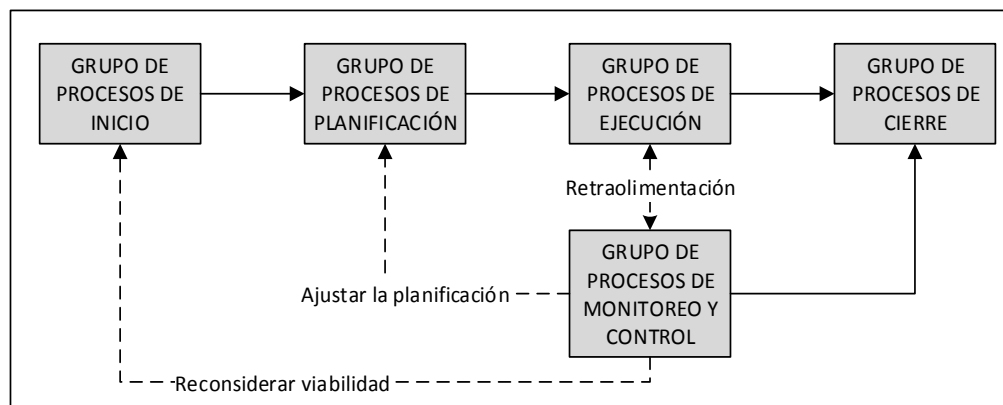 GRUPO DE
PROCESOS DE
INICIO
GRUPO DE
PROCESOS DE
PLANIFICACIÓN
GRUPO DE
PROCESOS DE
EJECUCIÓN
GRUPO DE
PROCESOS DE
CIERRE
Retraolimentación
GRUPO DE
PROCESOS DE
MONITOREO Y
CONTROL
Ajustar la planificación
Reconsiderar viabilidad